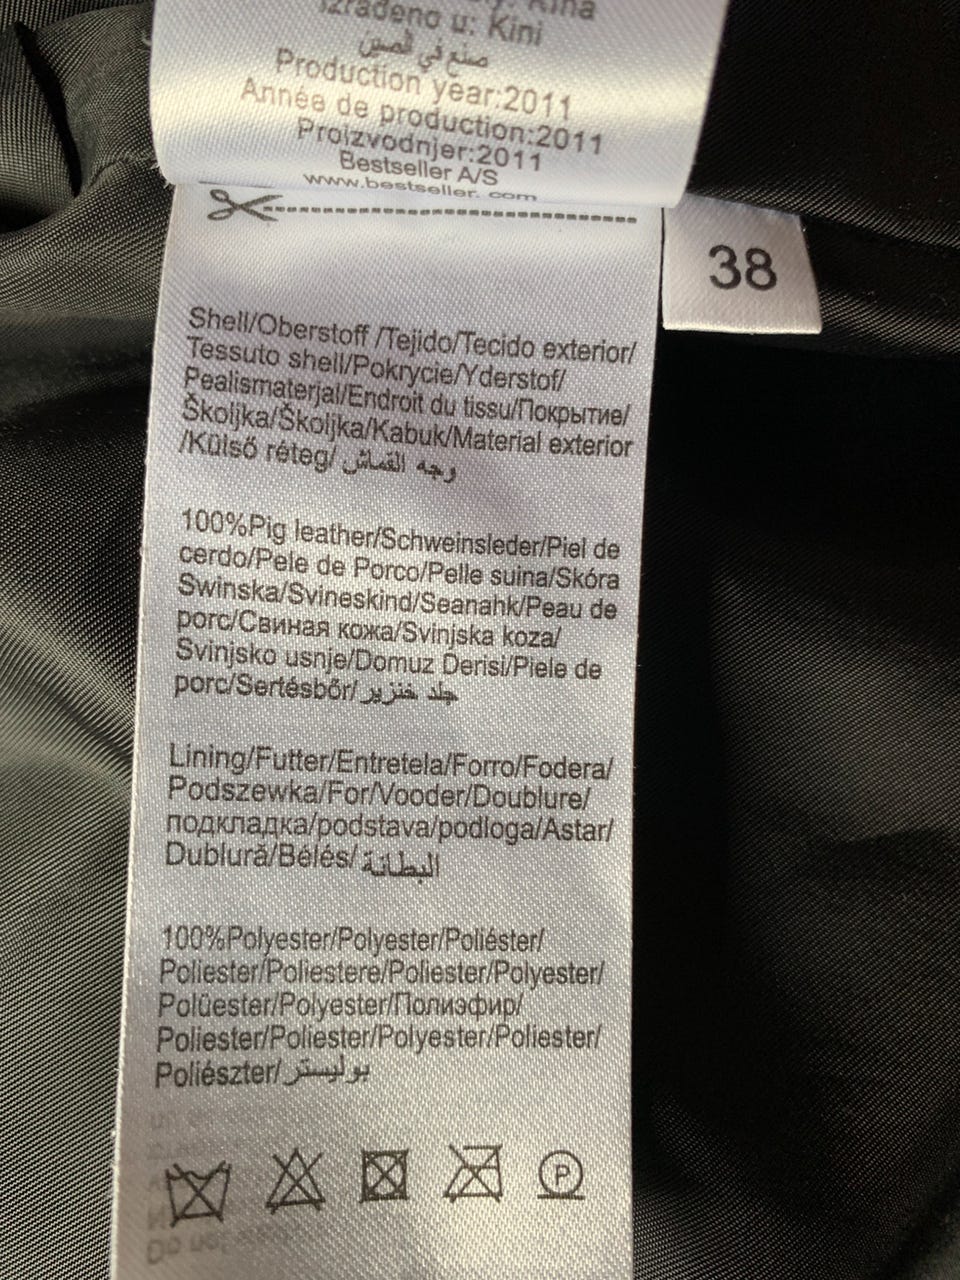 Kina
Izrađeno u: Kini
صنع في الصين
Production year:2011
Année de production:2011
Proizvodnjer:2011
Bestseller A/S
www.bestseller. com
38
Shell/Oberstoff /Tejido/Tecido exterior/
Tessuto shell/Pokrycie/Yderstof/
Pealismaterjal/Endroit du tissu/Покрытие/
Školjka/Školjka/Kabuk/Material exterior
/Külső réteg/ وجه القماش
100%Pig leather/Schweinsleder/Piel de
cerdo/Pele de Porco/Pelle suina/Skóra
Swinska/Svineskind/Seanahk/Peau de
porc/Свиная кожа/Svinjska koza/
Svinjsko usnje/Domuz Derisi/Piele de
porc/Sertésbőr/ جلد خنزير
Lining/Futter/Entretela/Forro/Fodera/
Podszewka/For/Vooder/Doublure/
подкладка/podstava/podloga/Astar/
Dublură/Bélés/ البطانة
100%Polyester/Polyester/Poliéster/
Poliester/Poliestere/Poliester/Polyester/
Polüester/Polyester/Полиэфир/
Poliester/Poliester/Polyester/Poliester/
Poliészter/ بوليستر
P